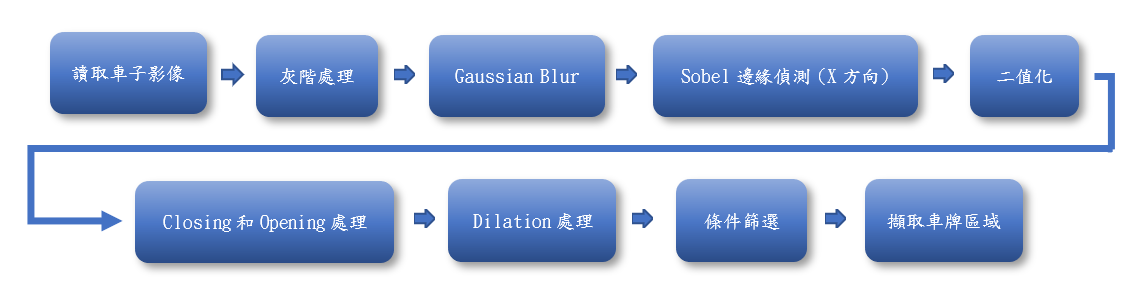 讀取車子影像
灰階處理
Gaussian Blur
Sobel 邊緣偵測 (X 方向)
二值化
Closing 和 Opening 處理
Dilation 處理
條件篩選
擷取車牌區域